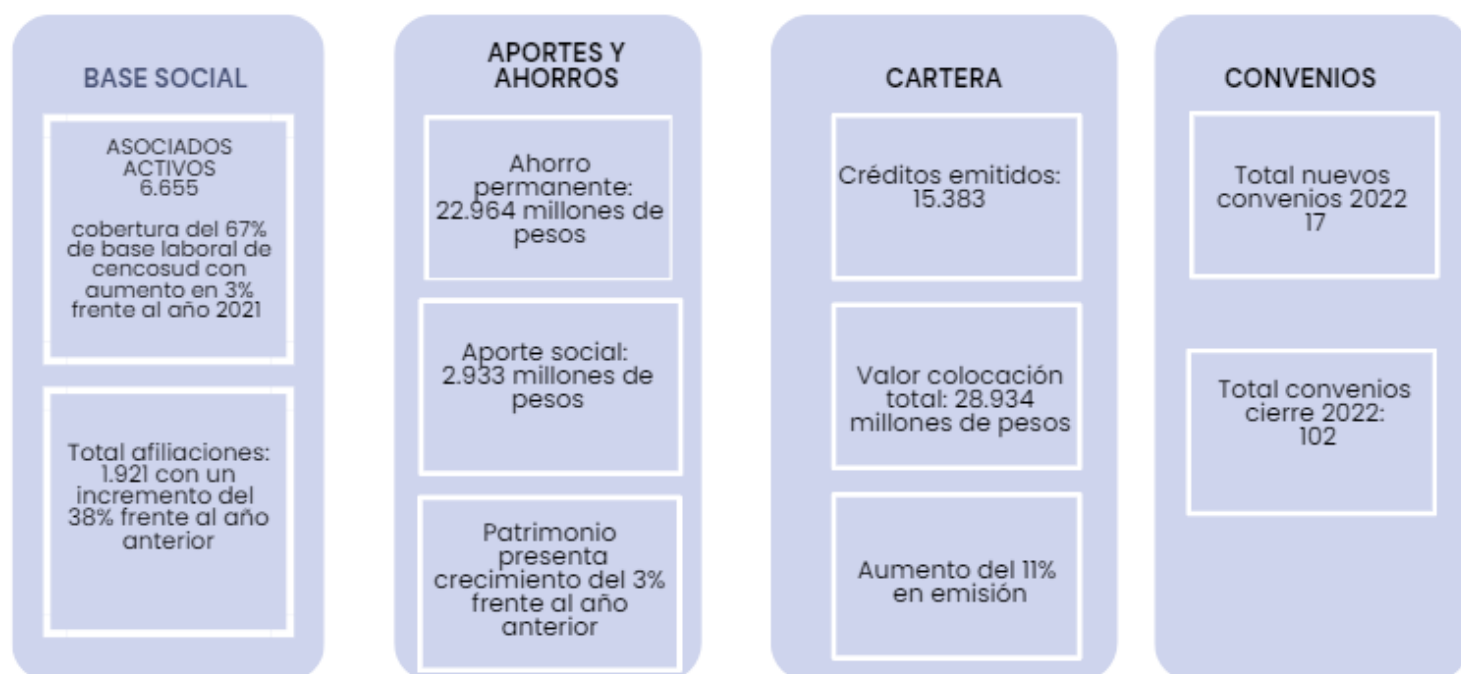 BASE SOCIAL
ASOCIADOS
ACTIVOS
6.655
cobertura del 67%
de base laboral de
cencosud con
aumento en 3%
frente al año 2021
Total afiliaciones:
1.921 con un
incremento del
38% frente al año
anterior
APORTES Y
AHORROS
Ahorro
permanente:
22.964 millones de
pesos
Aporte social:
2.933 millones de
pesos
Patrimonio
presenta
crecimiento del 3%
frente al año
anterior
CARTERA
Créditos emitidos:
15.383
Valor colocación
total: 28.934
millones de pesos
Aumento del 11%
en emisión
CONVENIOS
Total nuevos
convenios 2022
17
Total convenios
cierre 2022:
102